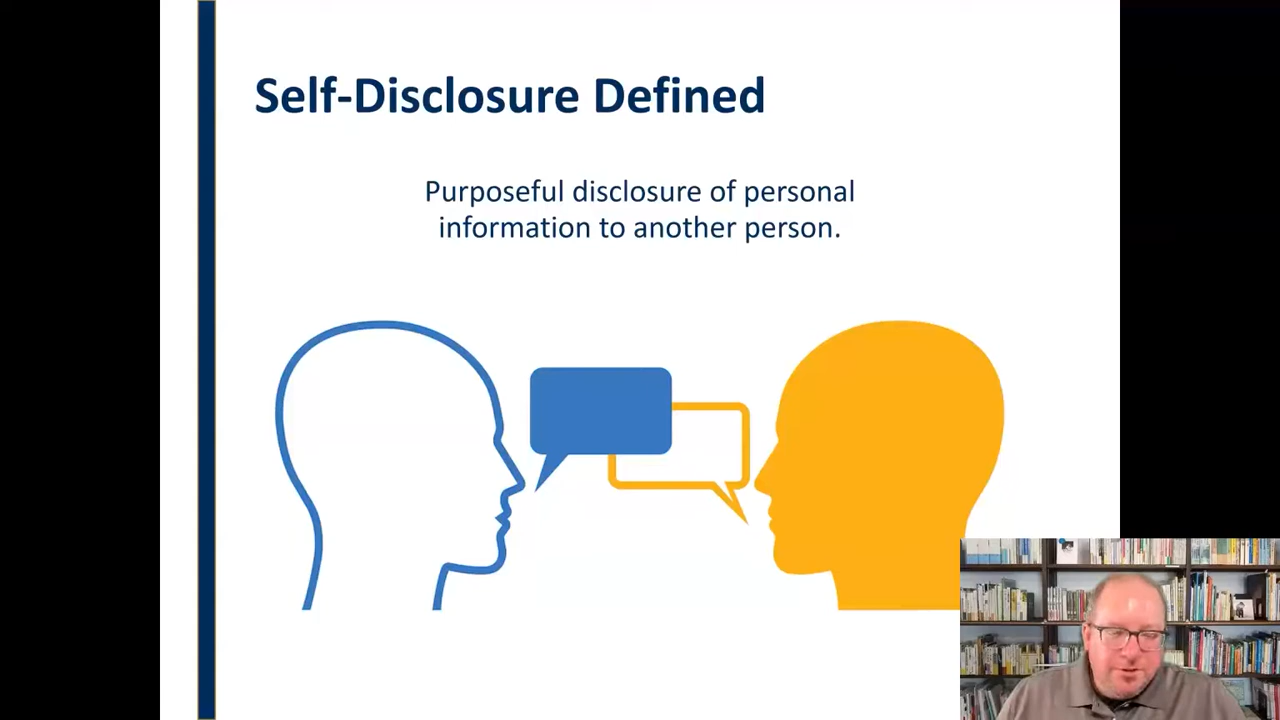 Self-Disclosure Defined
Purposeful disclosure of personal
information to another person.